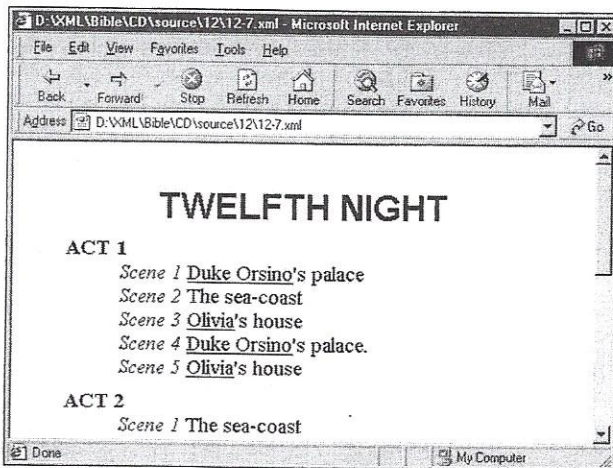 D:\XML\Bible\CD\source\12\12-7.xml - Microsoft Internet Explorer
File Edit View Favorites Tools Help
Back Forward Stop Refresh Home Search Favorites History Mail »
Address D:\XML\Bible\CD\source\12\12-7.xml Go
TWELFTH NIGHT
ACT 1
Scene 1 Duke Orsino's palace
Scene 2 The sea-coast
Scene 3 Olivia's house
Scene 4 Duke Orsino's palace.
Scene 5 Olivia's house
ACT 2
Scene 1 The sea-coast
Done My Computer